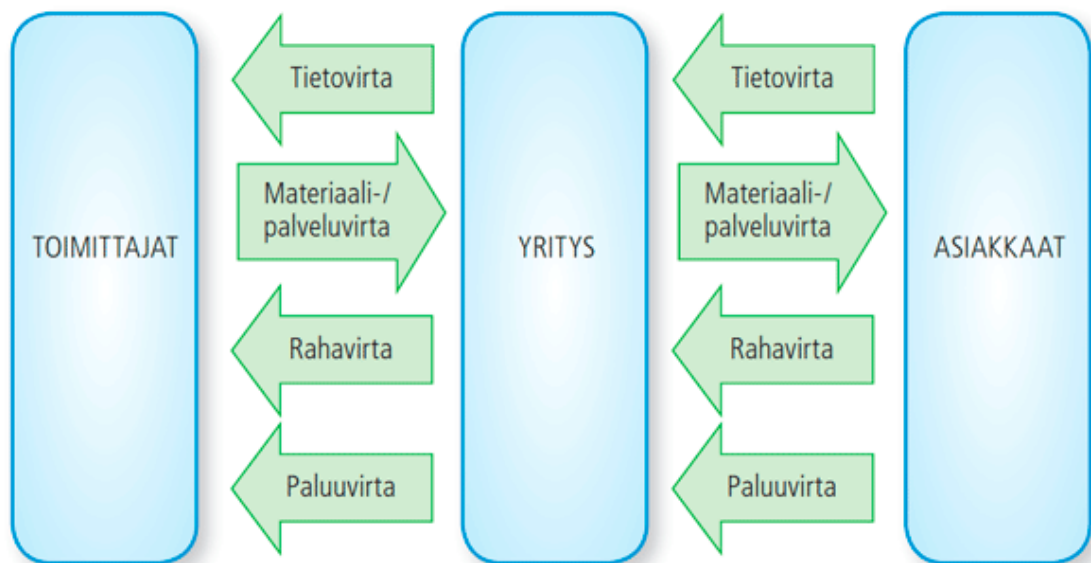 TOIMITTAJAT
Tietovirta
Materiaali-/
palveluvirta
Rahavirta
Paluuvirta
YRITYS
Tietovirta
Materiaali-/
palveluvirta
Rahavirta
Paluuvirta
ASIAKKAAT